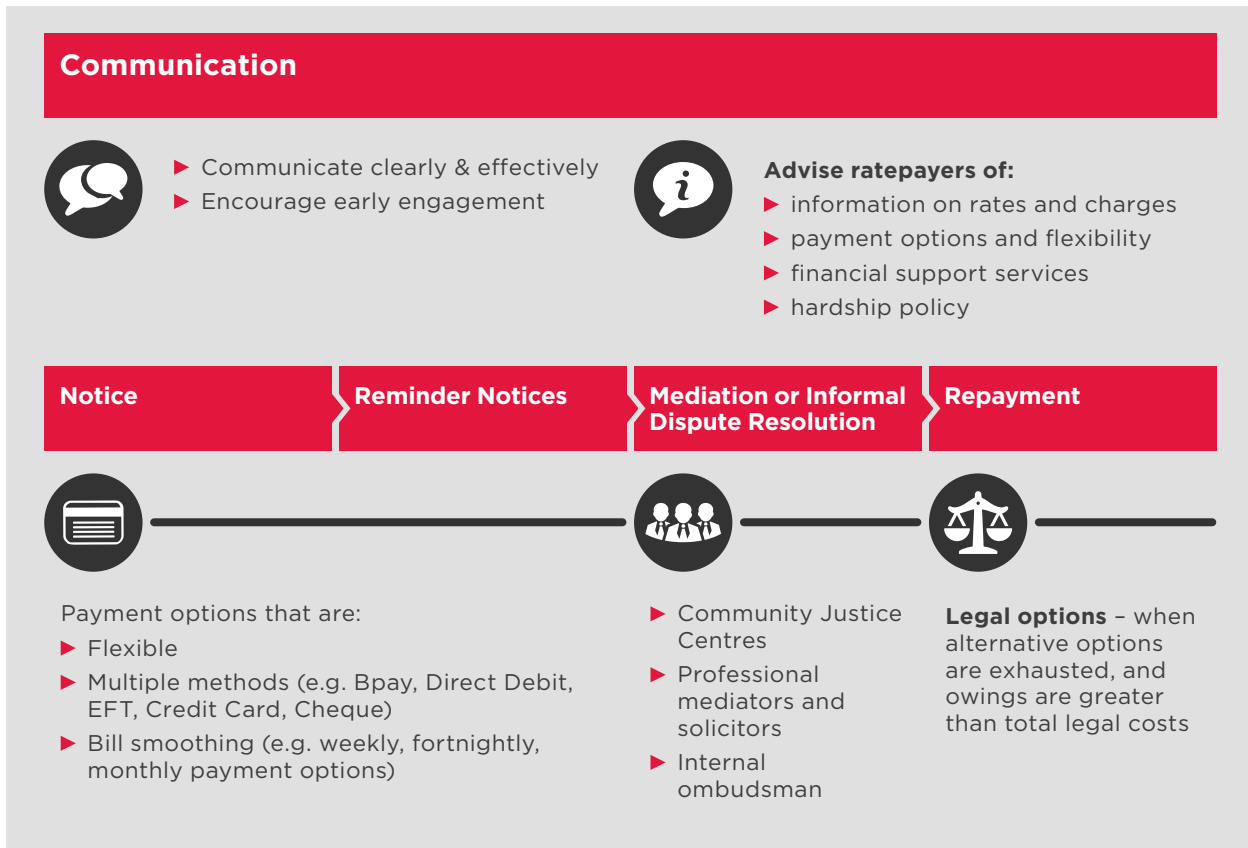 Communication
Communicate clearly & effectively
Encourage early engagement
Advise ratepayers of:
information on rates and charges
payment options and flexibility
financial support services
hardship policy
Notice
Reminder Notices
Mediation or Informal
Dispute Resolution
Repayment
Payment options that are:
Flexible
Multiple methods (e.g. Bpay, Direct Debit,
EFT, Credit Card, Cheque)
Bill smoothing (e.g. weekly, fortnightly,
monthly payment options)
Community Justice
Centres
Professional
mediators and
solicitors
Internal
ombudsman
Legal options – when
alternative options
are exhausted, and
owings are greater
than total legal costs